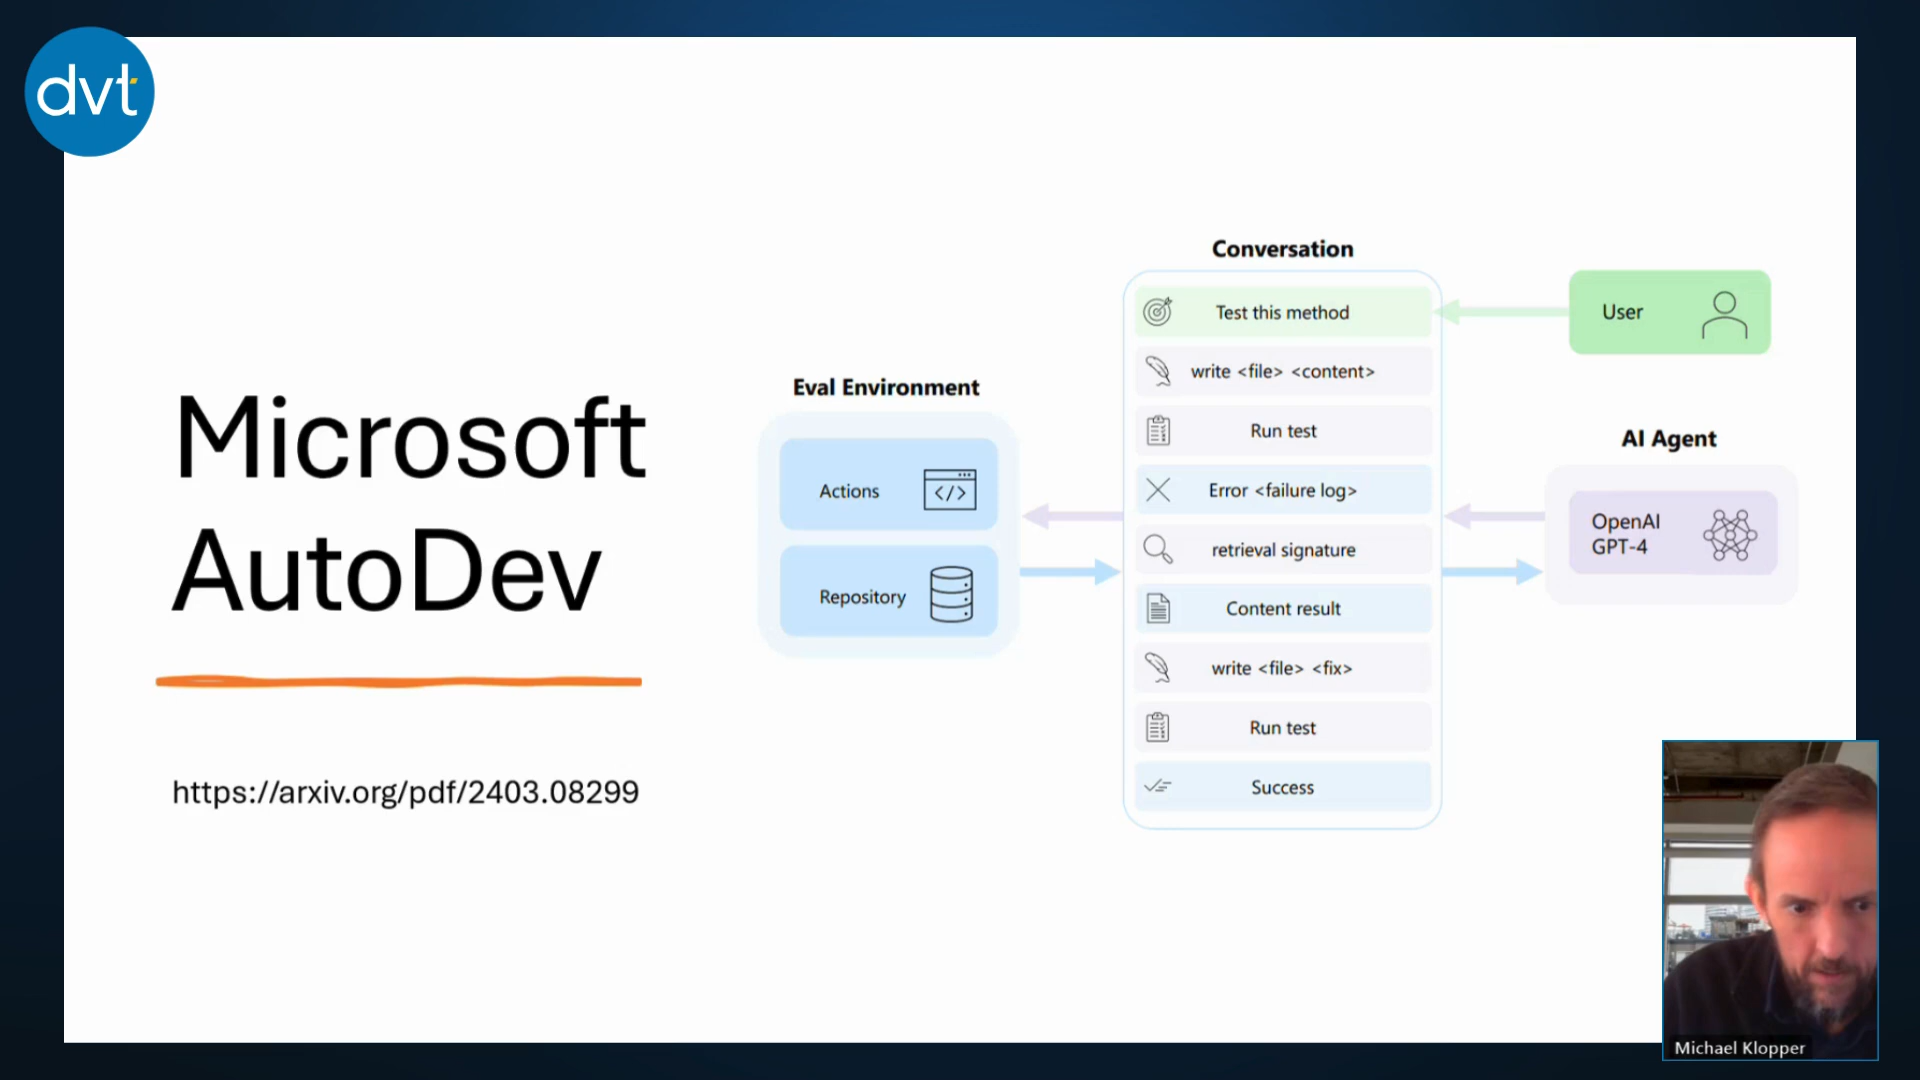 dvt
Microsoft
AutoDev
https://arxiv.org/pdf/2403.08299
Eval Environment
Actions
</>
Repository
Conversation
Test this method
write <file> <content>
Run test
Error <failure log>
retrieval signature
Content result
write <file> <fix>
Run test
Success
User
AI Agent
OpenAI
GPT-4
Michael Klopper